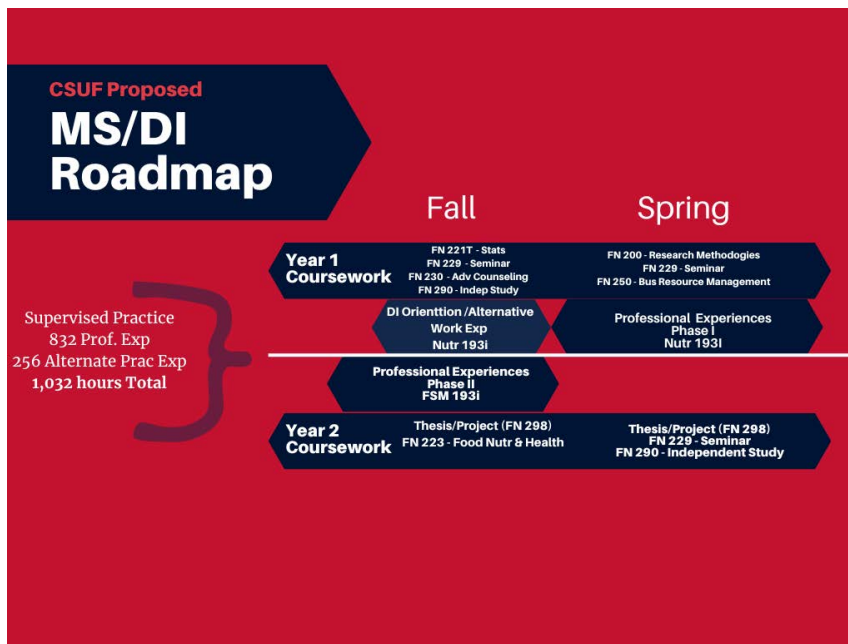 CSUF Proposed
MS/DI
Roadmap
Fall
Spring
Year 1
Coursework
FN 221T - Stats
FN 229 - Seminar
FN 230 - Adv Counseling
FN 290 - Indep Study
FN 200 - Research Methodologies
FN 229 - Seminar
FN 250 - Bus Resource Management
Supervised Practice
832 Prof. Exp
256 Alternate Prac Exp
1,032 hours Total
DI Orienttion /Alternative
Work Exp
Nutr 193i
Professional Experiences
Phase I
Nutr 193I
Professional Experiences
Phase II
FSM 193i
Year 2
Coursework
Thesis/Project (FN 298)
FN 223 - Food Nutr & Health
Thesis/Project (FN 298)
FN 229 - Seminar
FN 290 - Independent Study